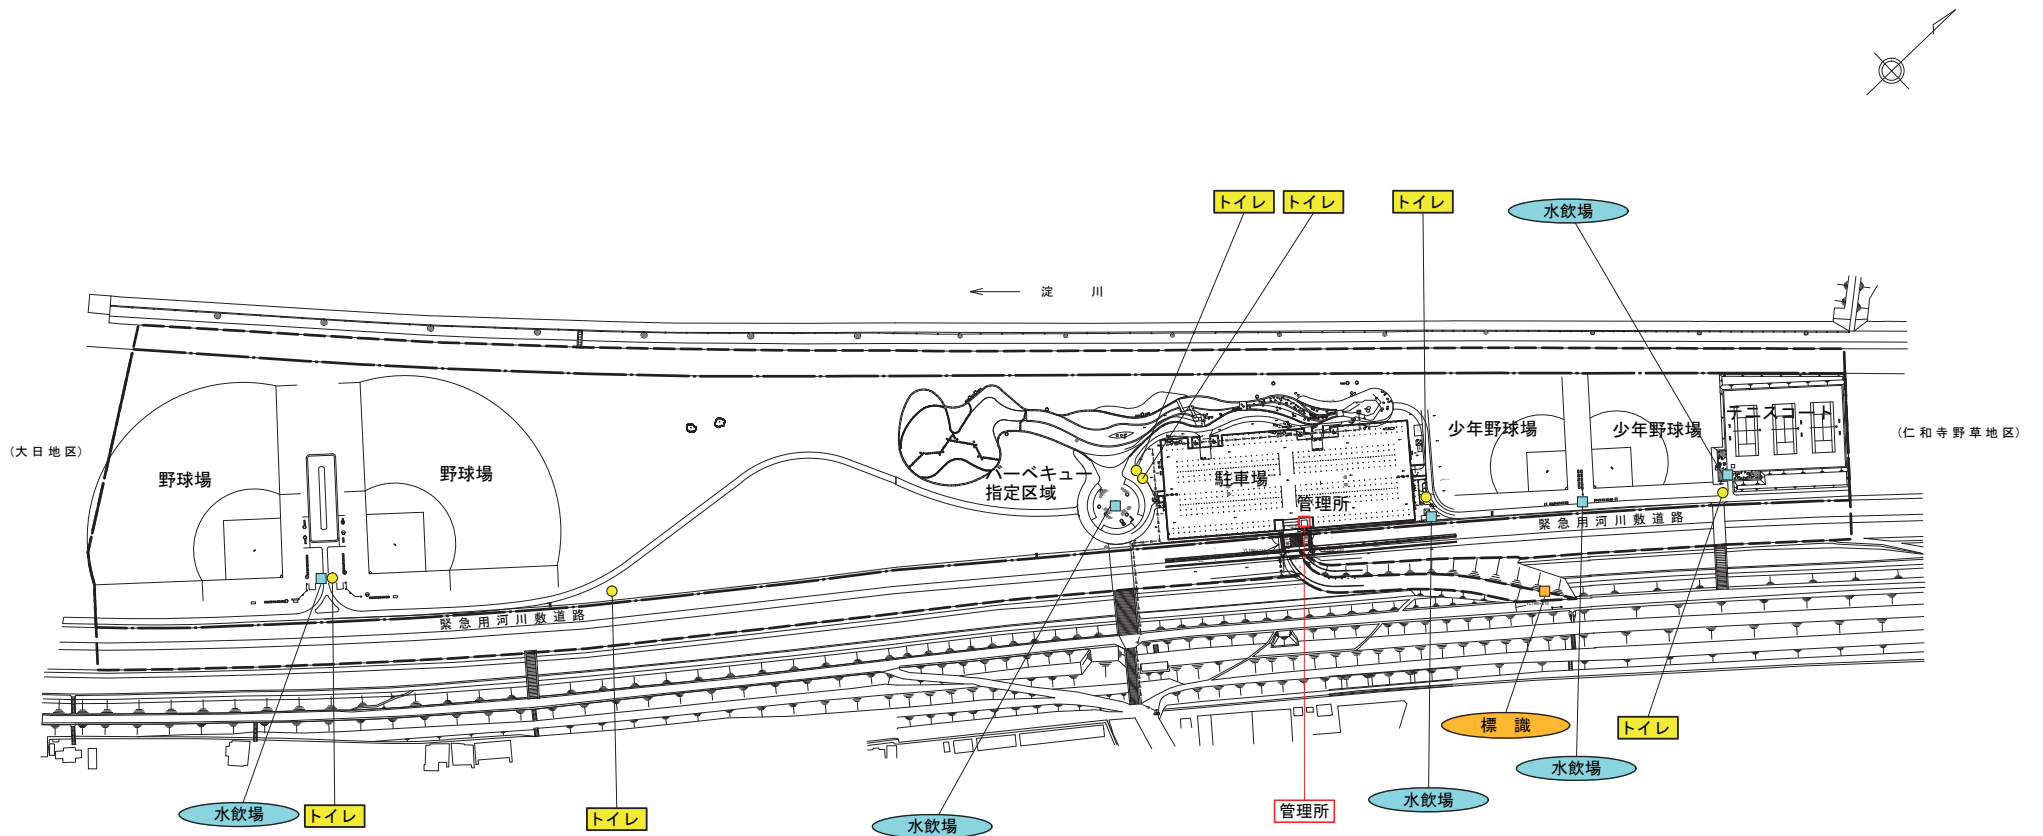 トイレ
トイレ
トイレ
水飲場
淀　川
少年野球場
少年野球場
テニスコート
(大日地区)
(仁和寺野草地区)
野球場
野球場
バーベキュー
指定区域
駐車場
管理所
緊急用河川敷道路
緊急用河川敷道路
標　識
トイレ
水飲場
水飲場
管理所
水飲場
トイレ
トイレ
水飲場